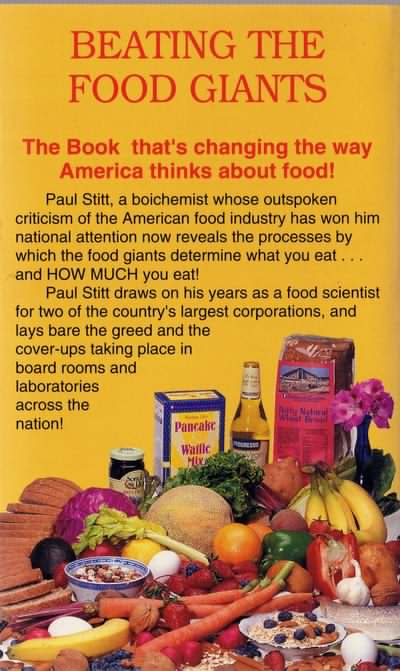 BEATING THE
FOOD GIANTS
The Book that's changing the way
America thinks about food!
Paul Stitt, a boichemist whose outspoken
criticism of the American food industry has won him
national attention now reveals the processes by
which the food giants determine what you eat . . .
and HOW MUCH you eat!
Paul Stitt draws on his years as a food scientist
for two of the country's largest corporations, and
lays bare the greed and the
cover-ups taking place in
board rooms and
laboratories
across the
nation!
Pancake
Waffle
Mix
Natural
Wheat Bread